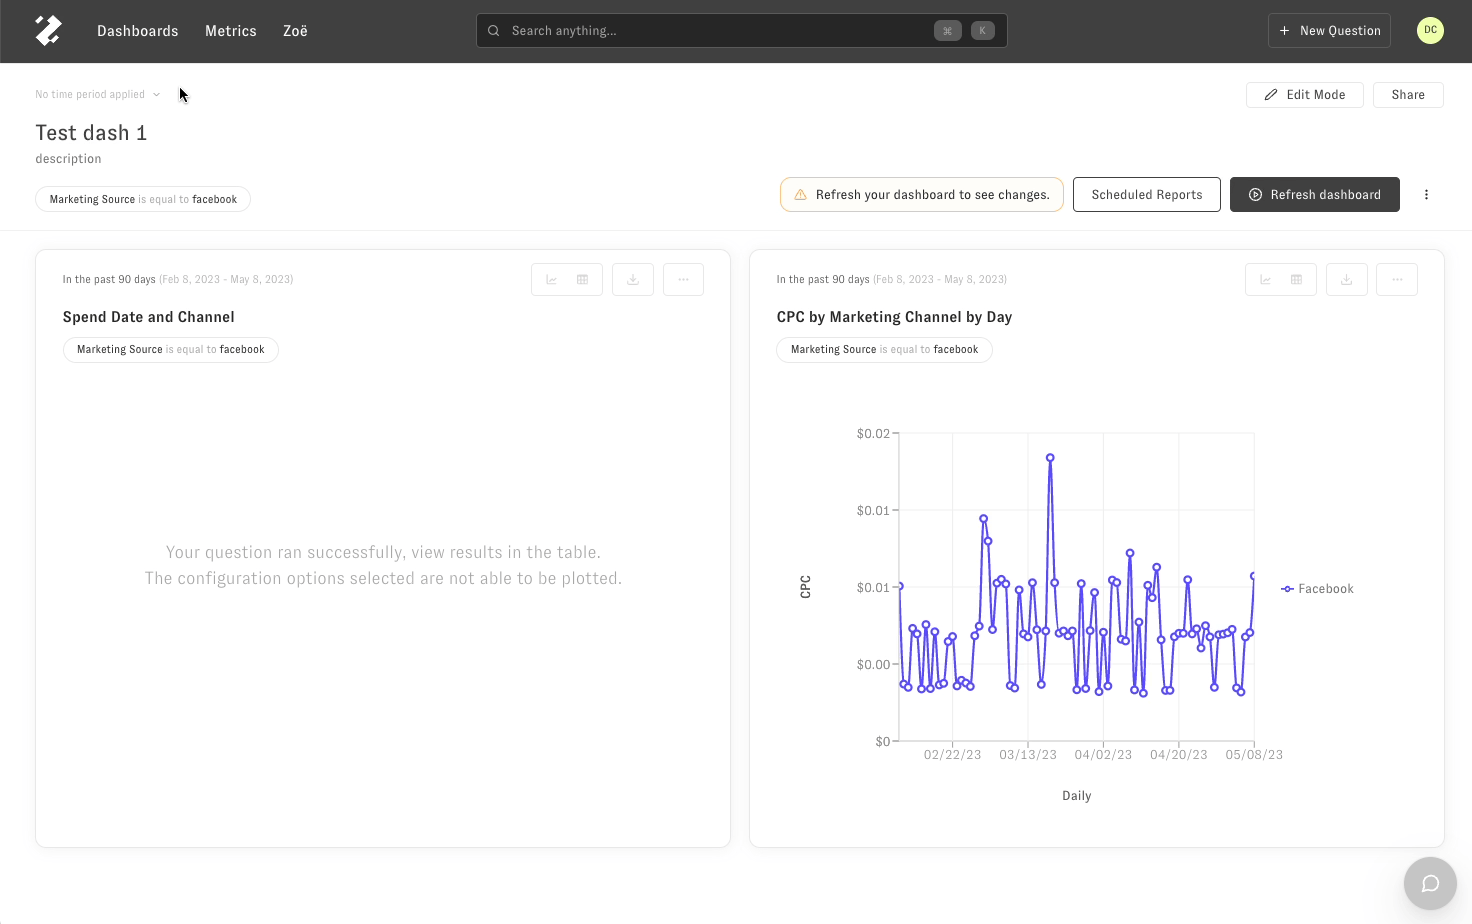 Dashboards Metrics Zoë Search anything... ⌘ K + New Question DC
No time period applied Edit Mode Share
Test dash 1
description
Marketing Source is equal to facebook Refresh your dashboard to see changes. Scheduled Reports Refresh dashboard
In the past 90 days (Feb 8, 2023 - May 8, 2023)
Spend Date and Channel
Marketing Source is equal to facebook
Your question ran successfully, view results in the table.
The configuration options selected are not able to be plotted.
In the past 90 days (Feb 8, 2023 - May 8, 2023)
CPC by Marketing Channel by Day
Marketing Source is equal to facebook
$0.02
$0.01
$0.01
$0.00
$0
CPC
02/22/23 03/13/23 04/02/23 04/20/23 05/08/23
Daily
Facebook